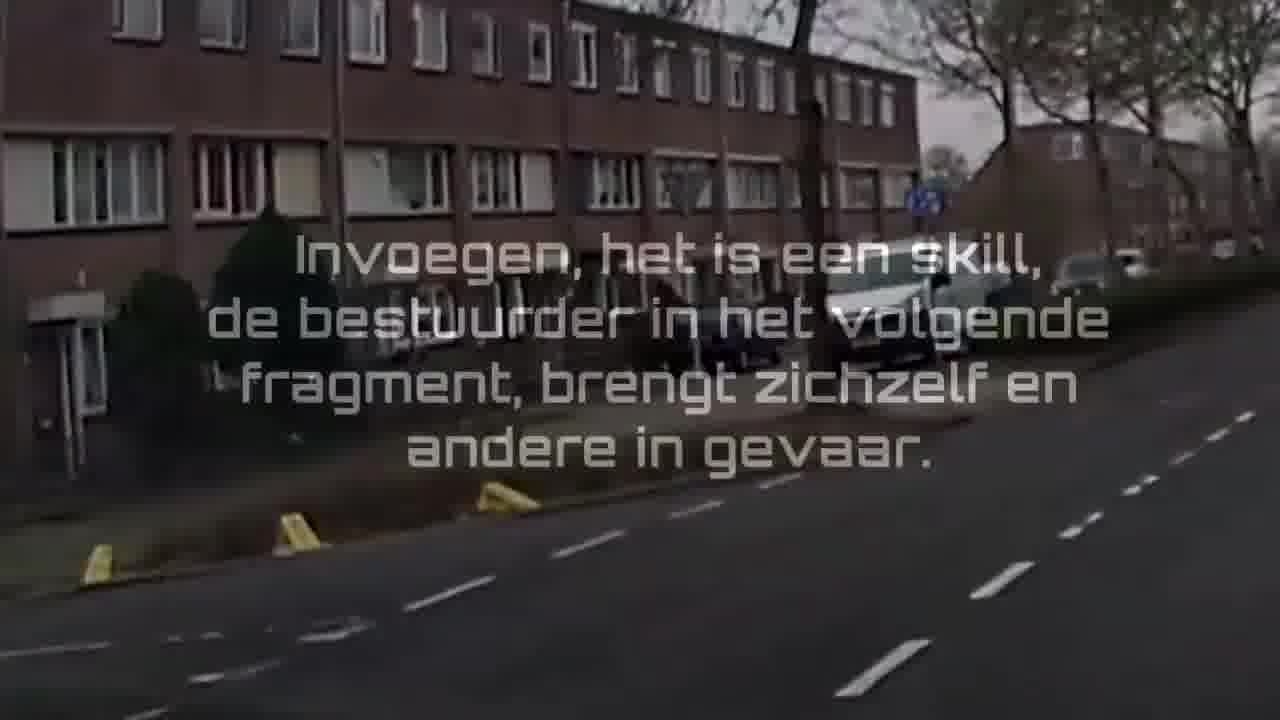 Invoegen, het is een skill,
de bestuurder in het volgende
fragment, brengt zichzelf en
andere in gevaar.